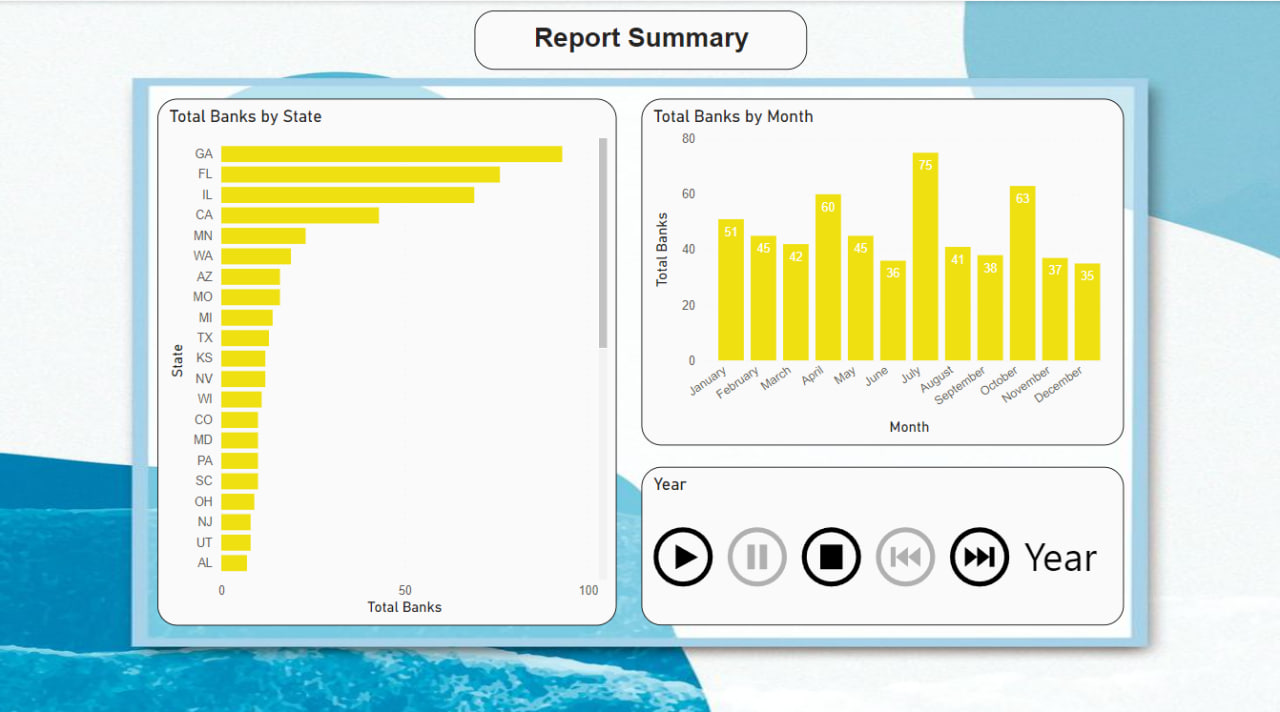 Report Summary
Total Banks by State
GA
FL
IL
CA
MN
WA
AZ
MO
MI
TX
KS
NV
WI
CO
MD
PA
SC
OH
NJ
UT
AL
State
0 50 100
Total Banks
Total Banks by Month
80
60
40
20
0
Total Banks
51 45 42 60 45 36 75 41 38 63 37 35
January February March April May June July August September October November December
Month
Year
Year